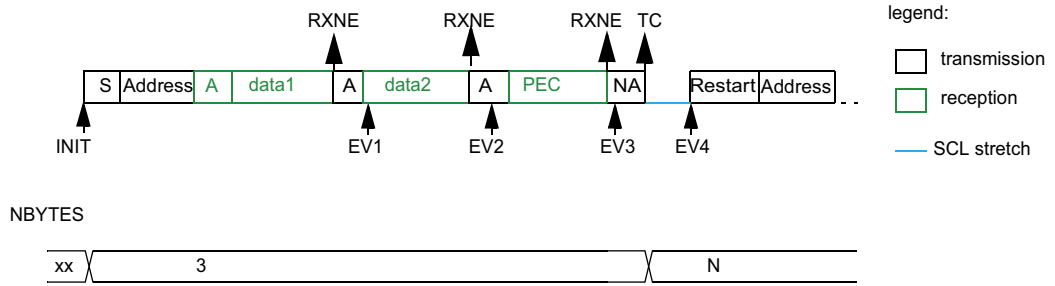 legend:
RXNE RXNE RXNE TC
transmission
S Address A data1 A data2 A PEC NA Restart Address
reception
INIT EV1 EV2 EV3 EV4
SCL stretch
NBYTES
xx 3 N